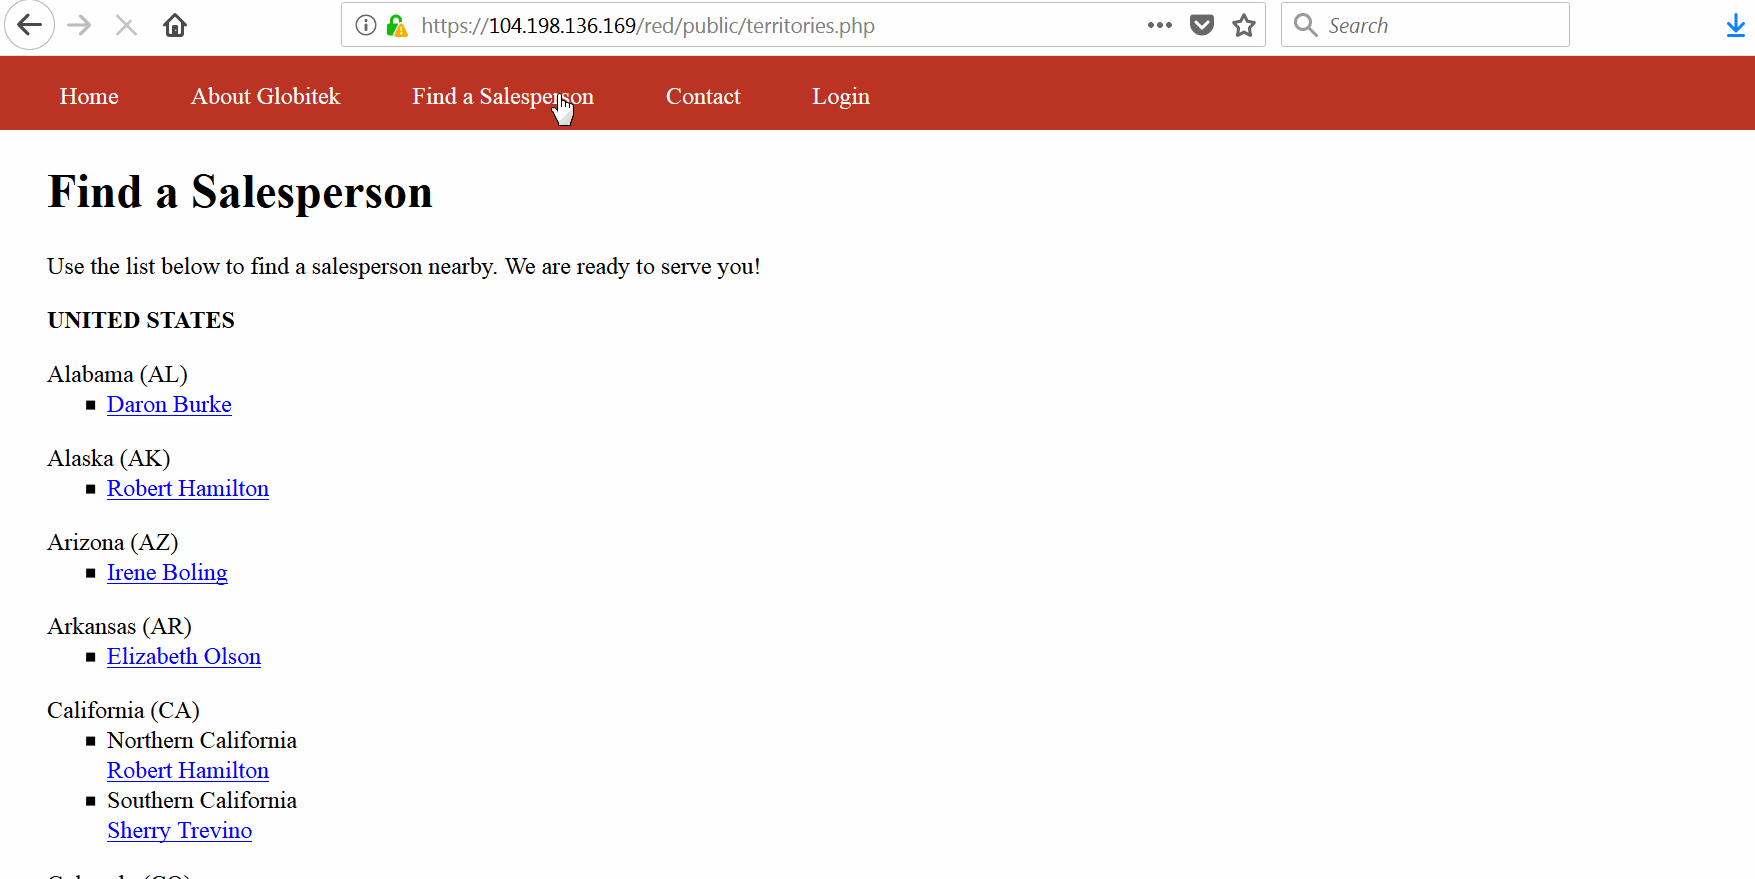 https://104.198.136.169/red/public/territories.php
Search
Home About Globitek Find a Salesperson Contact Login
Find a Salesperson
Use the list below to find a salesperson nearby. We are ready to serve you!
UNITED STATES
Alabama (AL)
Daron Burke
Alaska (AK)
Robert Hamilton
Arizona (AZ)
Irene Boling
Arkansas (AR)
Elizabeth Olson
California (CA)
Northern California
Robert Hamilton
Southern California
Sherry Trevino